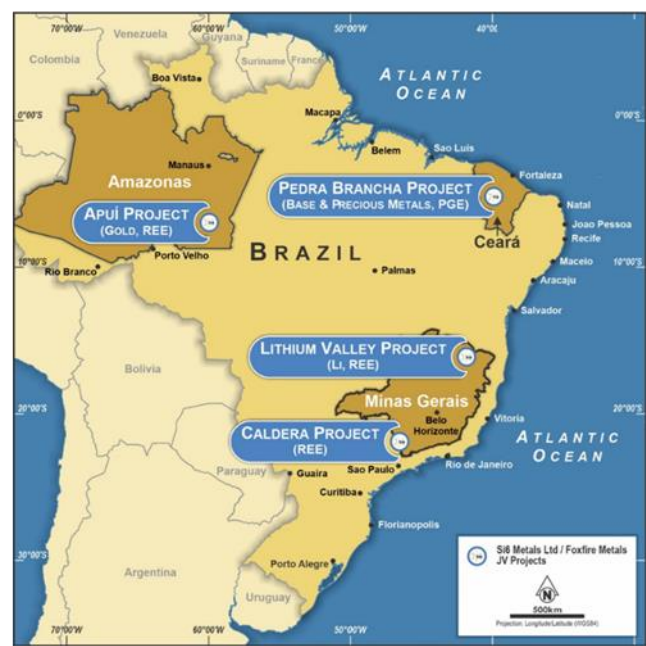 70°00'W
60°00'W
50°00'W
40°00'
Venezuela
Guyana
Suriname
France
Colombia
Boa Vista
ATLANTIC
OCEAN
0°00'S
0°00'S
Macapa
Belem
Sao Luis
Manaus
Fortaleza
Amazonas
PEDRA BRANCHA PROJECT
(BASE & PRECIOUS METALS, PGE)
Natal
APUÍ PROJECT
(GOLD, REE)
Ceará
Joao Pessoa
Recife
BRAZIL
Porto Velho
Rio Branco
Maceio
10°00'S
10°00'S
Palmas
Aracaju
Salvador
LITHIUM VALLEY PROJECT
(LI, REE)
Bolivia
Minas Gerais
Belo
Horizonte
Vitoria
20°00'S
20°00'S
CALDERA PROJECT
(REE)
ATLANTIC
OCEAN
Paraguay
Guaira
Sao Paulo
Rio de Janeiro
Curitiba
Florianopolis
Si6 Metals Ltd / Foxfire Metals
JV Projects
30°00'S
30°00'S
Porto Alegre
Argentina
Uruguay
N
500km
Projection: Longitude/Latitude (WGS84)
70°00'W
60°00'W
50°00'W